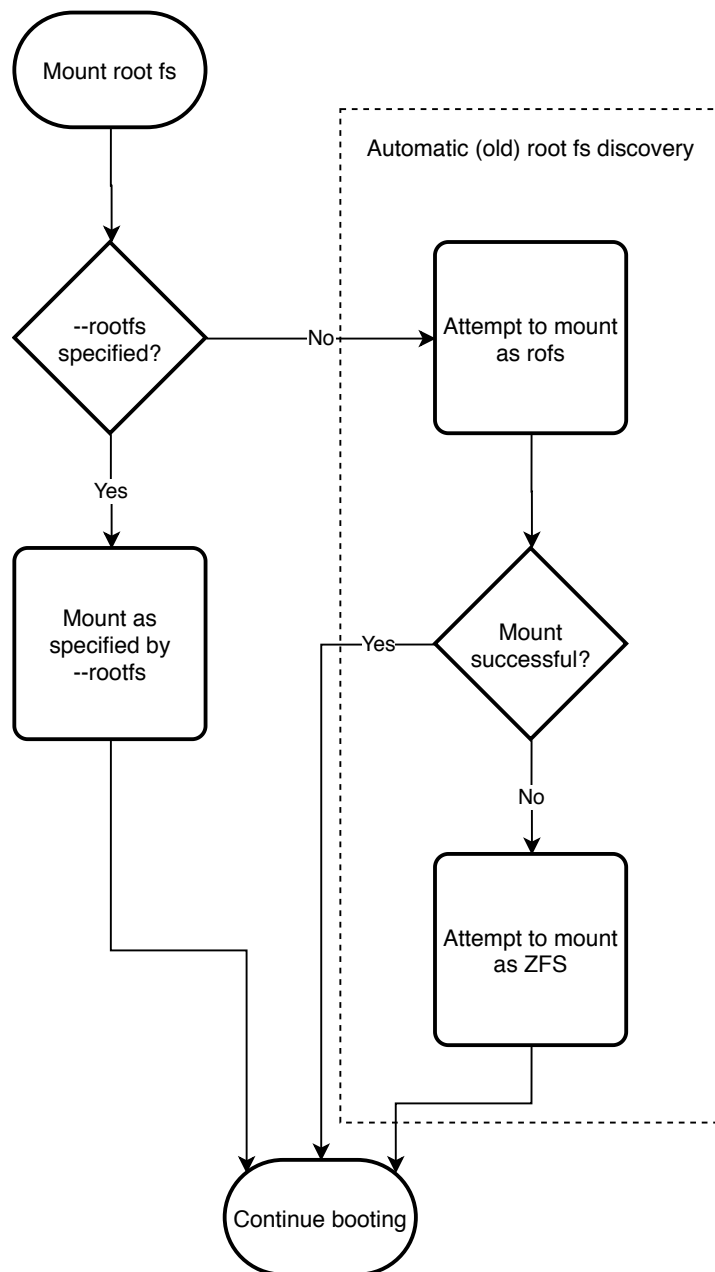 Mount root fs
Automatic (old) root fs discovery
--rootfs
specified?
No
Attempt to mount
as rofs
Yes
Mount as
specified by
--rootfs
Mount
successful?
Yes
No
Attempt to mount
as ZFS
Continue booting